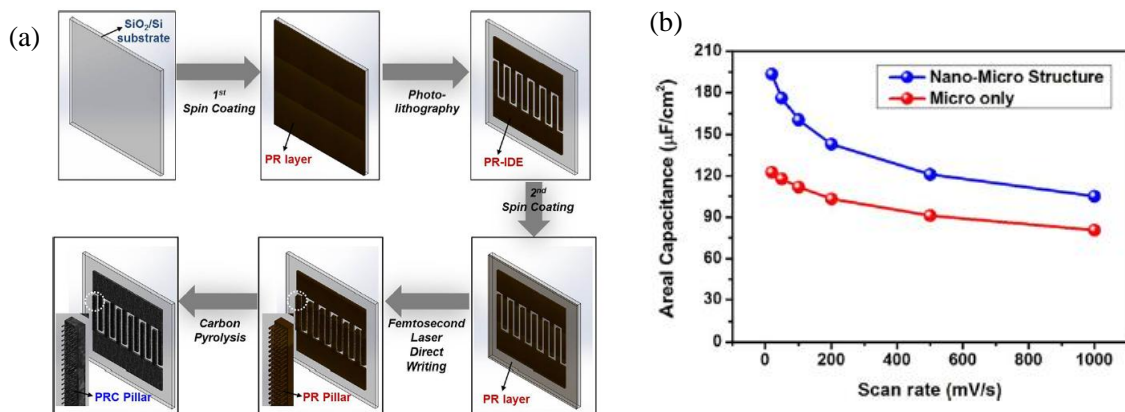 (a)
SiO2/Si
substrate
1st
Spin Coating
PR layer
Photo-
lithography
PR-IDE
2nd
Spin Coating
PR layer
Femtosecond
Laser
Direct
Writing
PR Pillar
Carbon
Pyrolysis
PRC Pillar
(b)
Areal Capacitance (μF/cm²)
210
180
150
120
90
60
30
0
Nano-Micro Structure
Micro only
0 200 400 600 800 1000
Scan rate (mV/s)